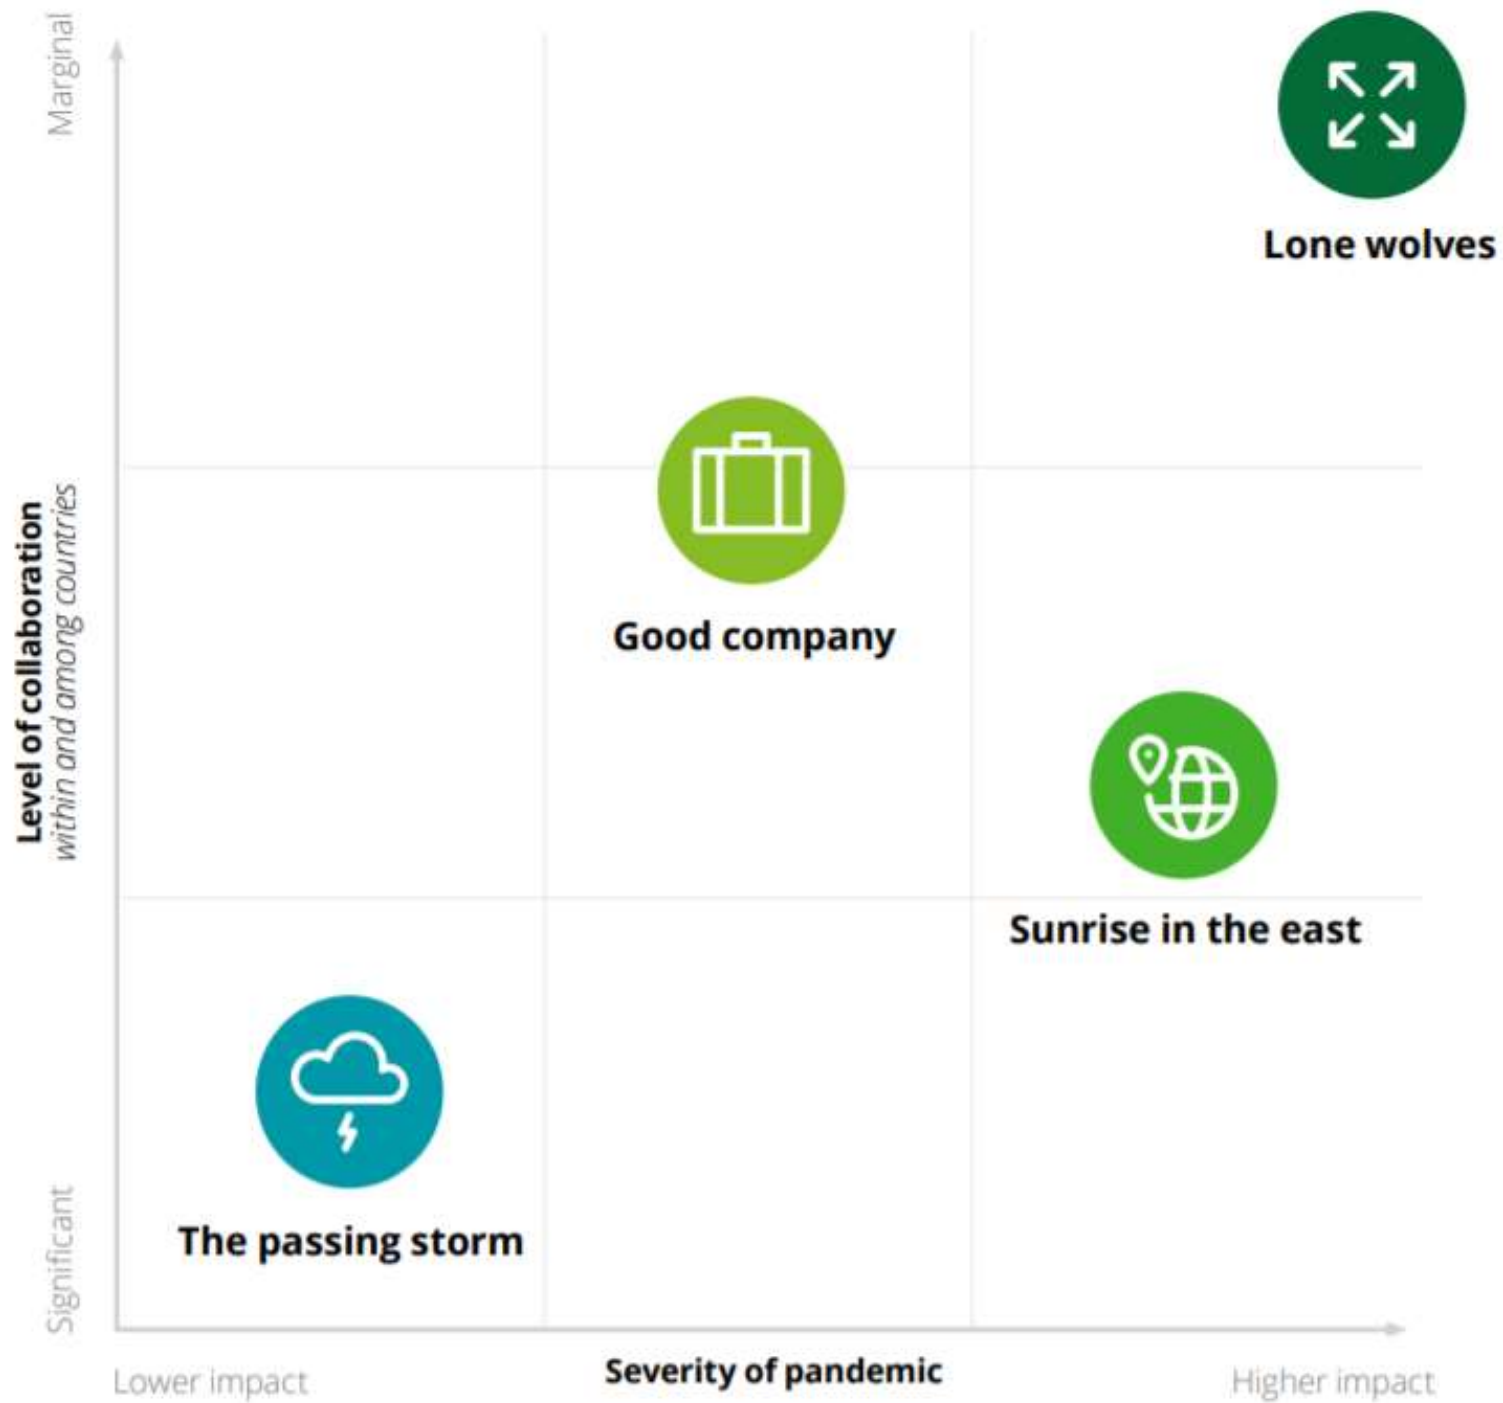 Marginal
Lone wolves
Level of collaboration
within and among countries
Good company
Sunrise in the east
The passing storm
Significant
Lower impact
Severity of pandemic
Higher impact